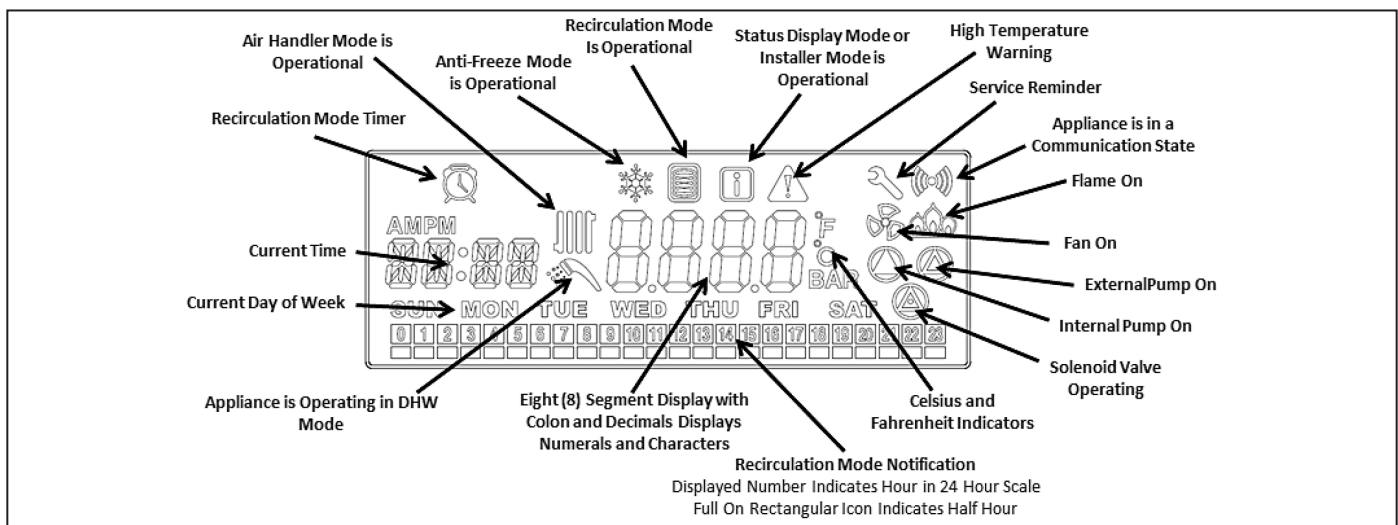 Recirculation Mode
Is Operational
Air Handler Mode is
Operational
Anti-Freeze Mode
is Operational
Status Display Mode or
Installer Mode is
Operational
High Temperature
Warning
Service Reminder
Recirculation Mode Timer
Appliance is in a
Communication State
Flame On
AMPM
°F
Current Time
Fan On
°C
BAR
ExternalPump On
Current Day of Week
SUN MON TUE WED THU FRI SAT
Internal Pump On
0 1 2 3 4 5 6 7 8 9 10 11 12 13 14 15 16 17 18 19 20 21 22 23
Solenoid Valve
Operating
Appliance is Operating in DHW
Mode
Eight (8) Segment Display with
Colon and Decimals Displays
Numerals and Characters
Celsius and
Fahrenheit Indicators
Recirculation Mode Notification
Displayed Number Indicates Hour in 24 Hour Scale
Full On Rectangular Icon Indicates Half Hour